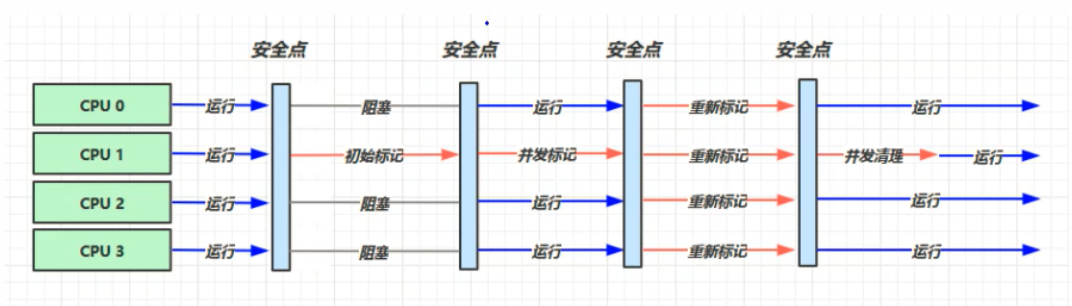 安全点 安全点 安全点 安全点
CPU 0 运行 阻塞 运行 重新标记 运行
CPU 1 运行 初始标记 并发标记 重新标记 并发清理 运行
CPU 2 运行 阻塞 运行 重新标记 运行
CPU 3 运行 阻塞 运行 重新标记 运行